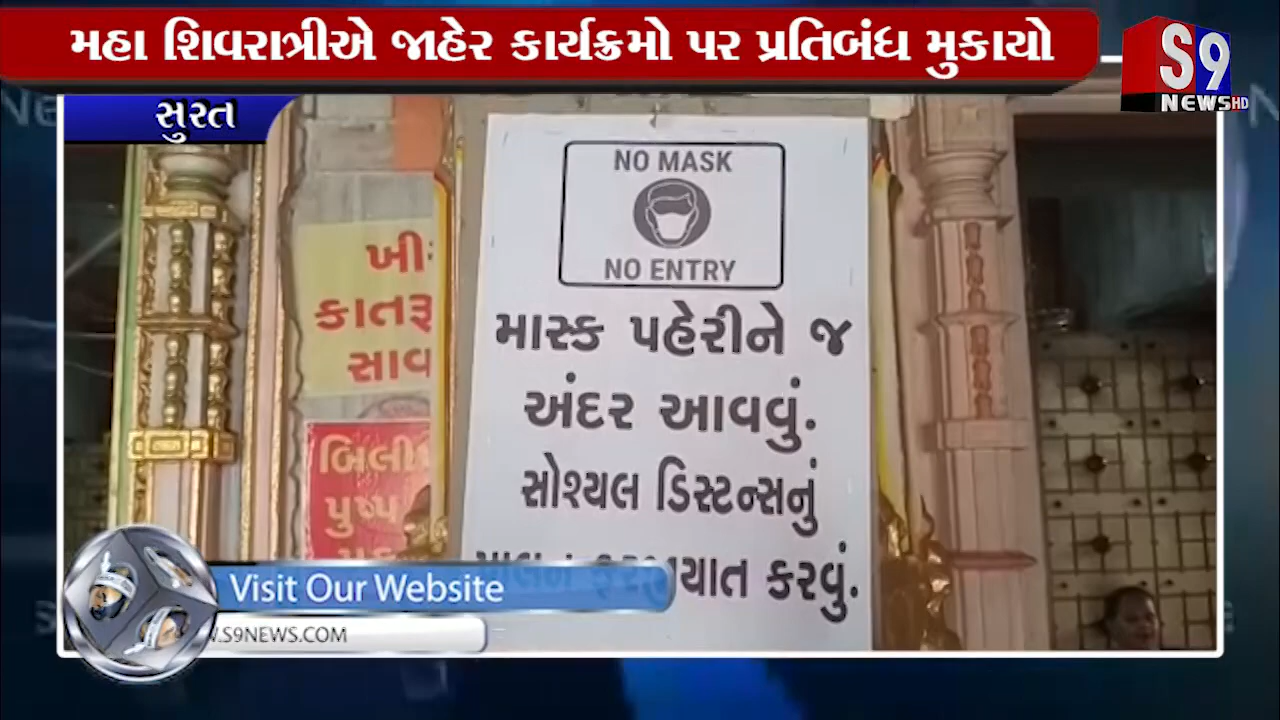 મહા શિવરાત્રીએ જાહેર કાર્યક્રમો પર પ્રતિબંધ મુકાયો
S9
NEWS HD
સુરત
NO MASK
NO ENTRY
માસ્ક પહેરીને જ
અંદર આવવું.
સોશ્યલ ડિસ્ટન્સનું
કરવું.
કાતરૂ
સાવ
પુષ્પ
Visit Our Website
S9NEWS.COM